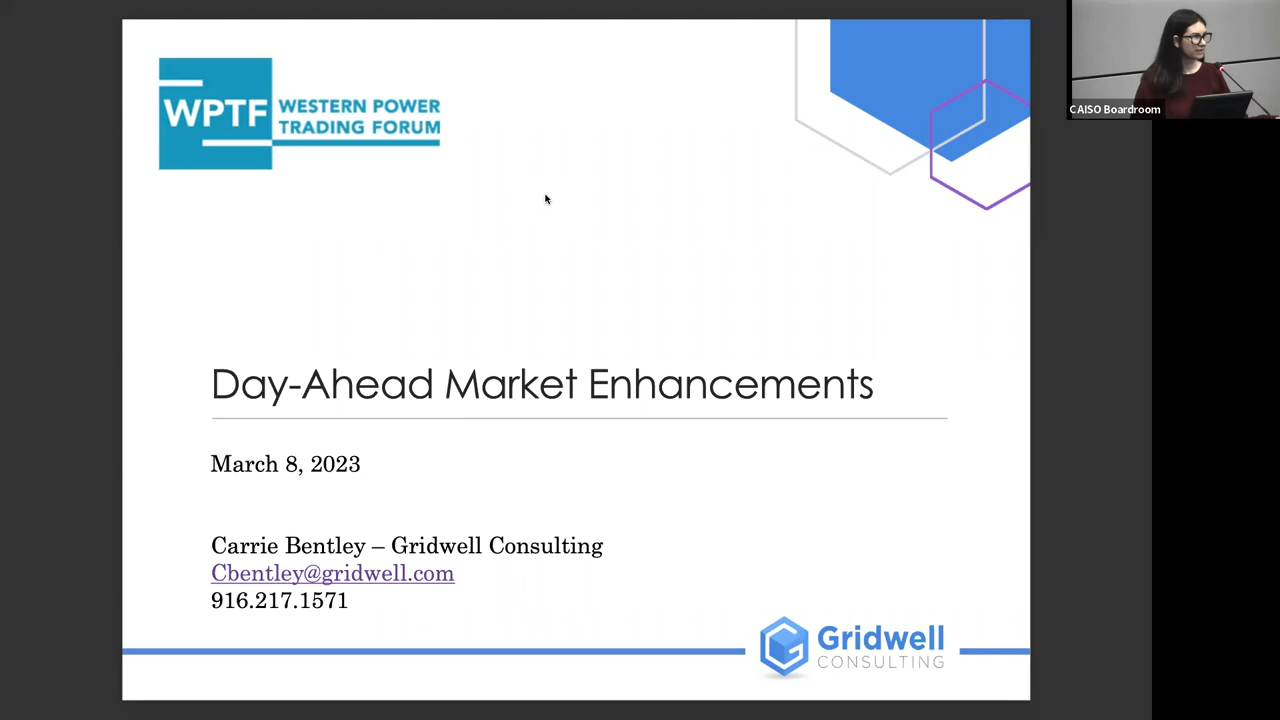 WPTF
WESTERN POWER
TRADING FORUM
CAISO Boardroom
Day-Ahead Market Enhancements
March 8, 2023
Carrie Bentley – Gridwell Consulting
Cbentley@gridwell.com
916.217.1571
Gridwell
CONSULTING